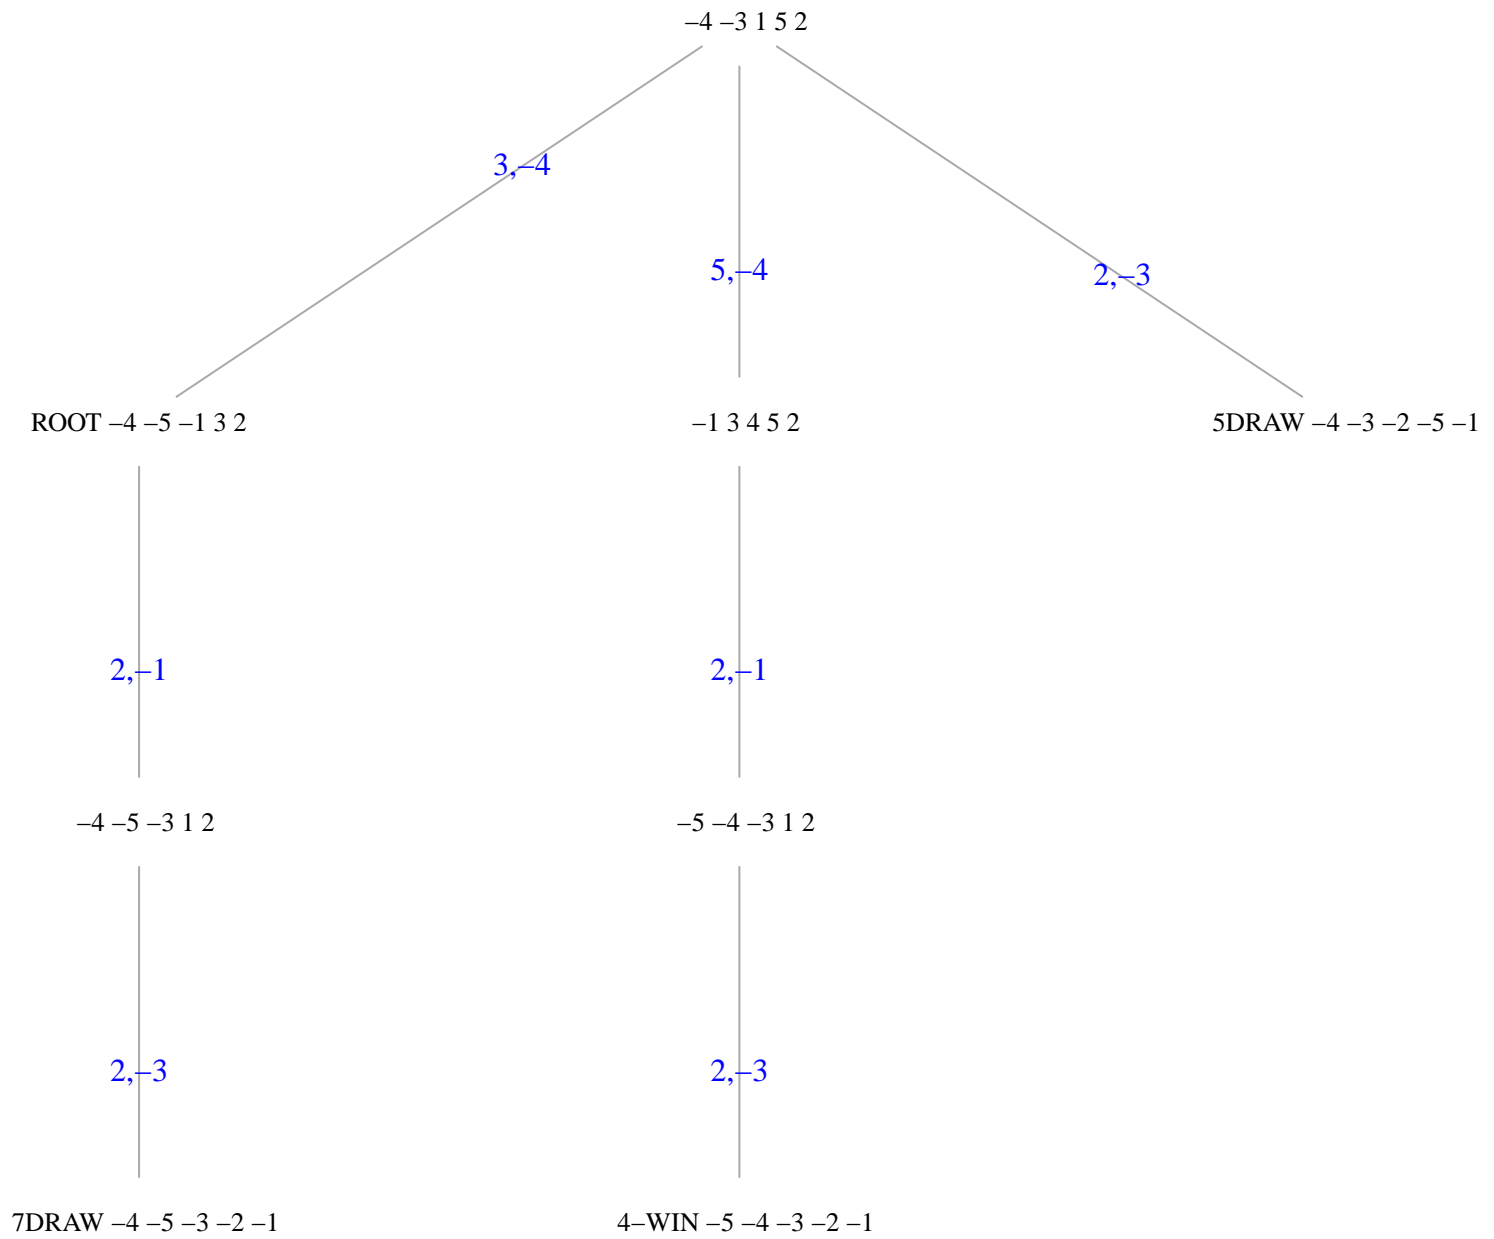 –4 –3 1 5 2
3,–4
5,–4
2,–3
ROOT –4 –5 –1 3 2
–1 3 4 5 2
5DRAW –4 –3 –2 –5 –1
2,–1
2,–1
–4 –5 –3 1 2
–5 –4 –3 1 2
2,–3
2,–3
7DRAW –4 –5 –3 –2 –1
4–WIN –5 –4 –3 –2 –1